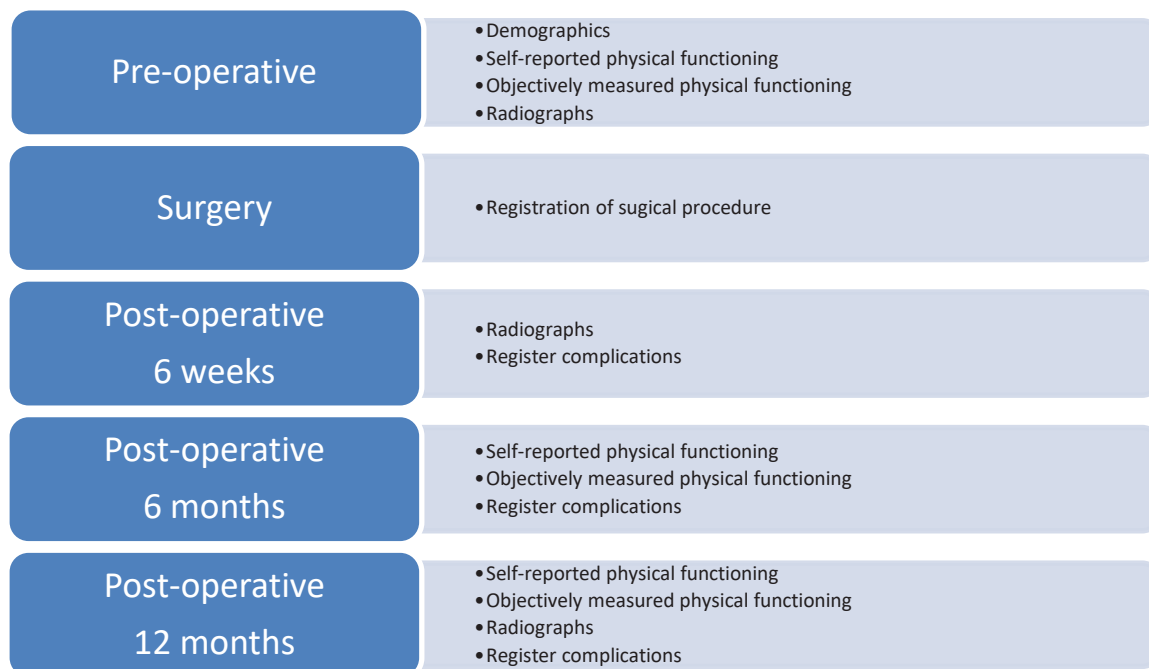 Pre-operative
•Demographics
•Self-reported physical functioning
•Objectively measured physical functioning
•Radiographs
Surgery
•Registration of sugical procedure
Post-operative
6 weeks
•Radiographs
•Register complications
Post-operative
6 months
•Self-reported physical functioning
•Objectively measured physical functioning
•Register complications
Post-operative
12 months
•Self-reported physical functioning
•Objectively measured physical functioning
•Radiographs
•Register complications